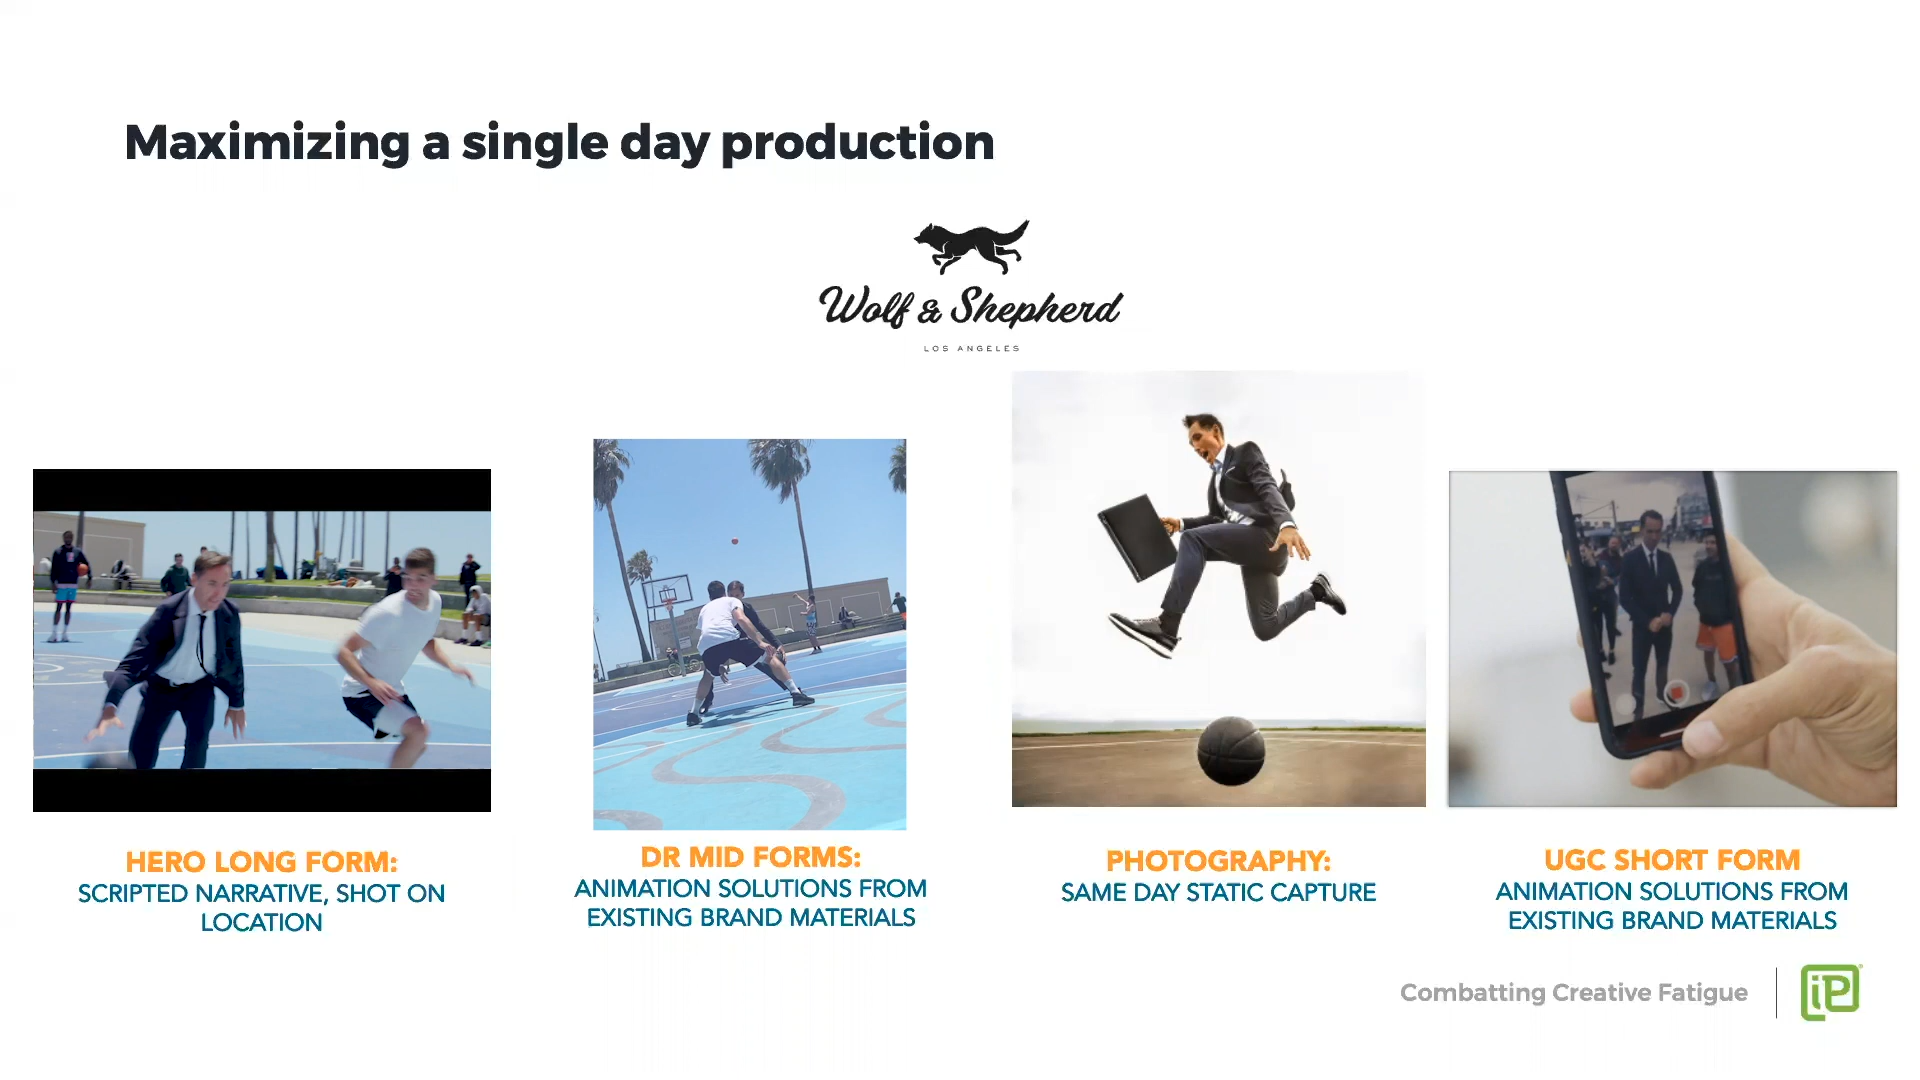 Maximizing a single day production
Wolf & Shepherd
LOS ANGELES
HERO LONG FORM:
SCRIPTED NARRATIVE, SHOT ON
LOCATION
DR MID FORMS:
ANIMATION SOLUTIONS FROM
EXISTING BRAND MATERIALS
PHOTOGRAPHY:
SAME DAY STATIC CAPTURE
UGC SHORT FORM
ANIMATION SOLUTIONS FROM
EXISTING BRAND MATERIALS
Combatting Creative Fatigue
iP